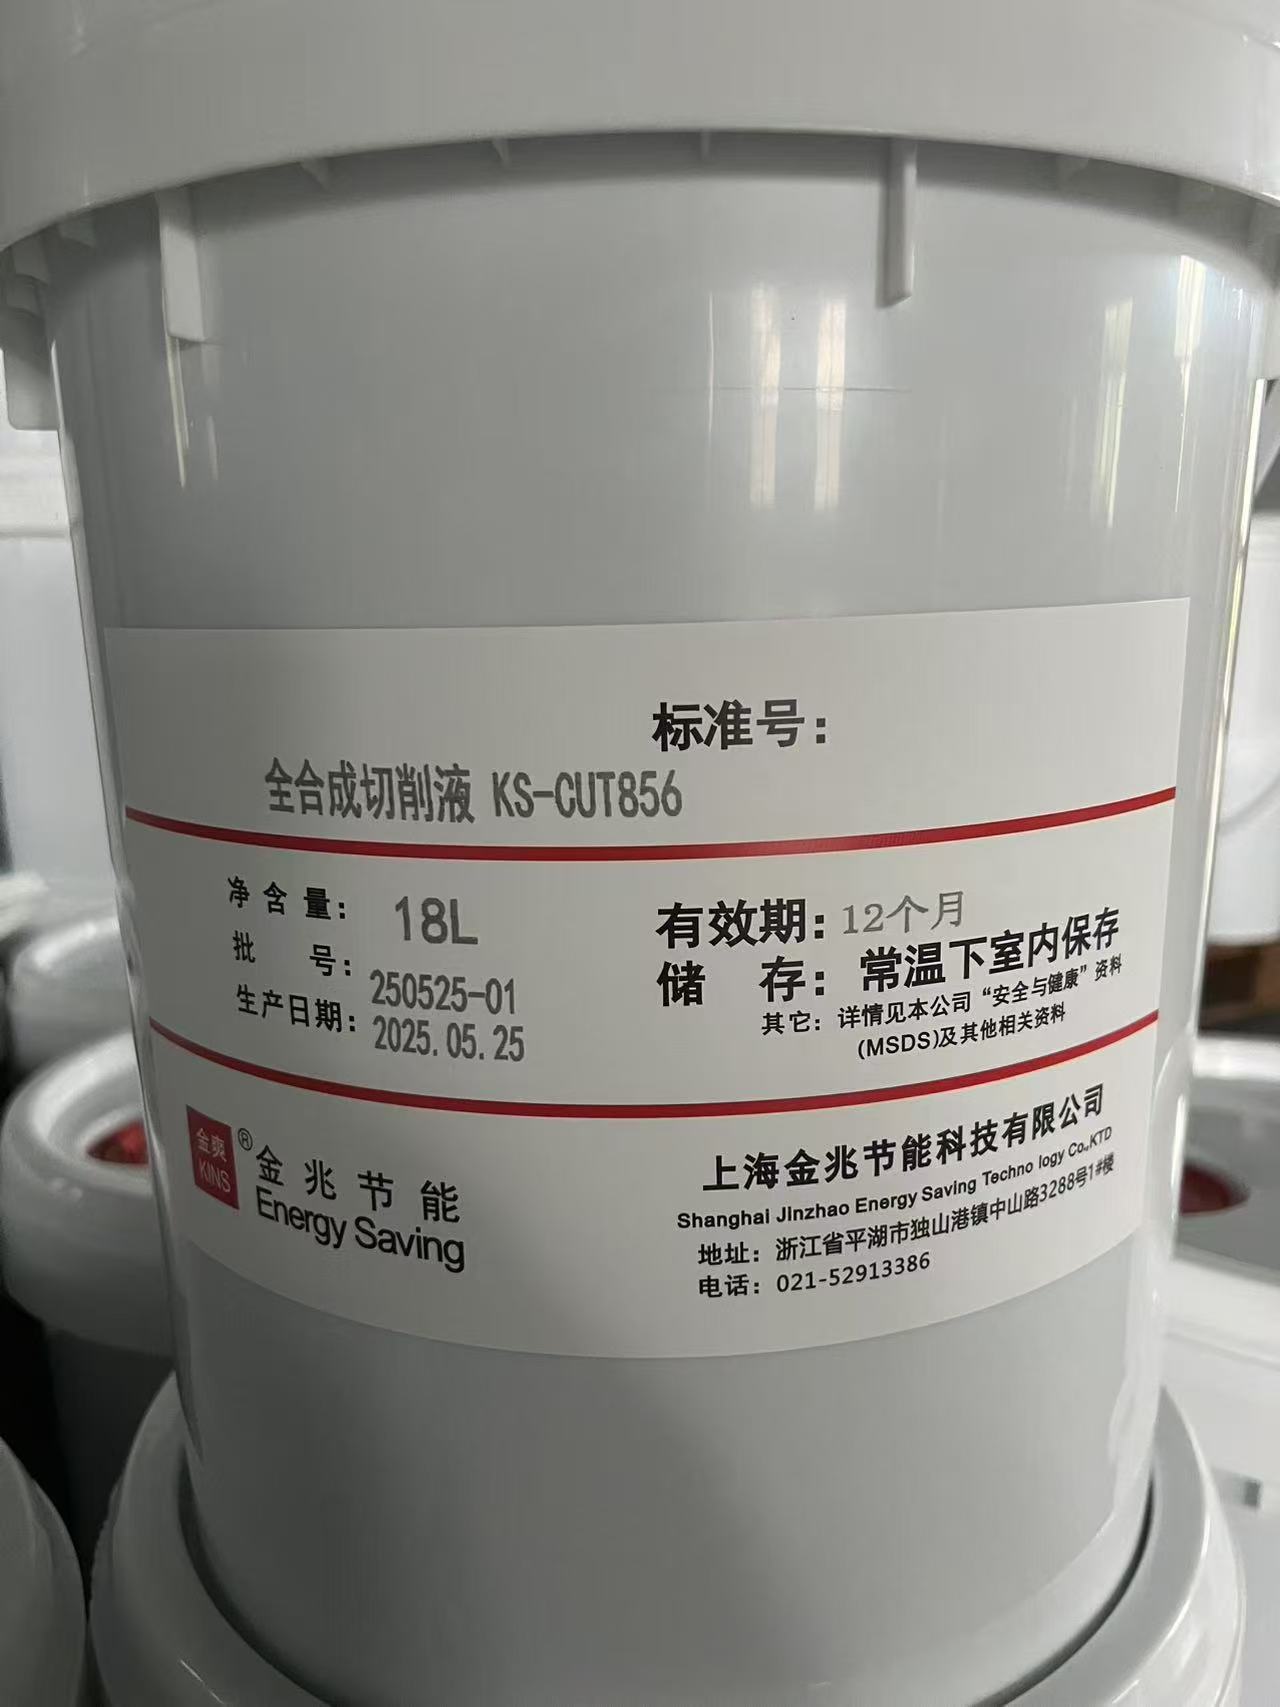 标准号：
全合成切削液 KS-CUT856
净含量： 18L
批号： 250525-01
生产日期： 2025.05.25
有效期： 12个月
储存： 常温下室内保存
其它： 详情见本公司“安全与健康”资料
(MSDS)及其他相关资料
金爽
KINS
®
金兆节能
Energy Saving
上海金兆节能科技有限公司
Shanghai Jinzhao Energy Saving Techno logy Co.,KTD
地址： 浙江省平湖市独山港镇中山路3288号1#楼
电话： 021-52913386